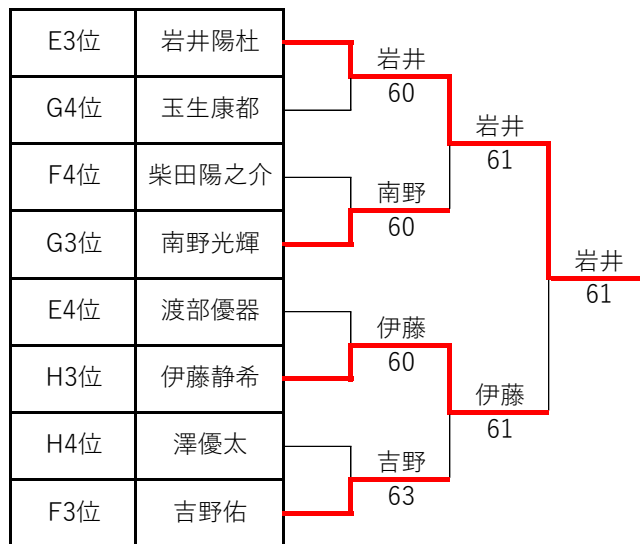 E3位 岩井陽杜
岩井
G4位 玉生康都
60
岩井
61
F4位 柴田陽之介
南野
G3位 南野光輝
60
岩井
61
E4位 渡部優器
伊藤
H3位 伊藤静希
60
伊藤
61
H4位 澤優太
吉野
F3位 吉野佑
63